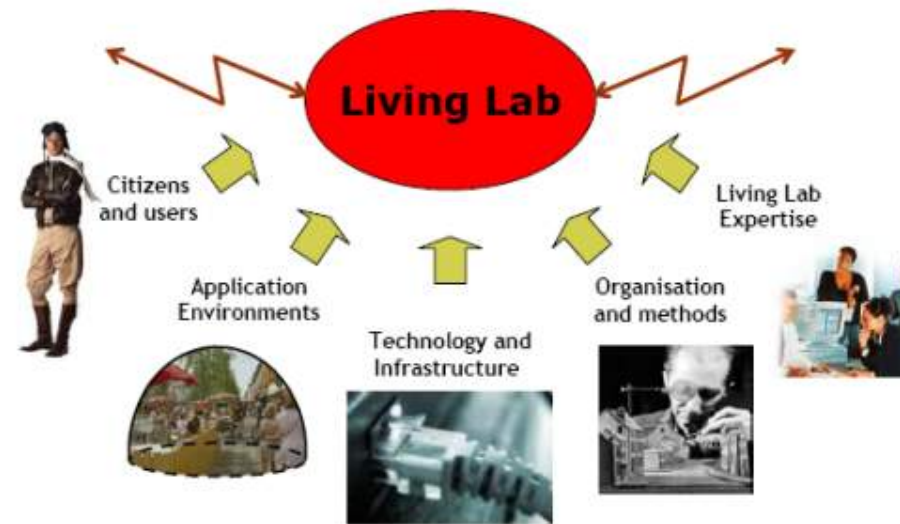 Living Lab
Citizens
and users
Living Lab
Expertise
Application
Environments
Organisation
and methods
Technology and
Infrastructure